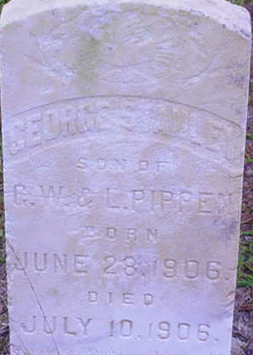 GEORGE
SON OF
G. W. & L. PIPPEN
BORN
JUNE 28, 1906.
DIED
JULY 10, 1906.